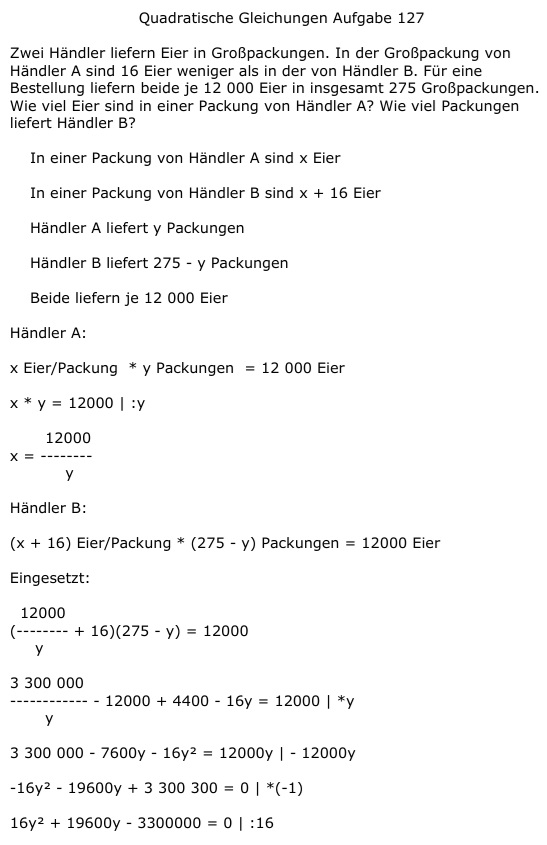 Quadratische Gleichungen Aufgabe 127
Zwei Händler liefern Eier in Großpackungen. In der Großpackung von
Händler A sind 16 Eier weniger als in der von Händler B. Für eine
Bestellung liefern beide je 12 000 Eier in insgesamt 275 Großpackungen.
Wie viel Eier sind in einer Packung von Händler A? Wie viel Packungen
liefert Händler B?
In einer Packung von Händler A sind x Eier
In einer Packung von Händler B sind x + 16 Eier
Händler A liefert y Packungen
Händler B liefert 275 - y Packungen
Beide liefern je 12 000 Eier
Händler A:
x Eier/Packung * y Packungen = 12 000 Eier
x * y = 12000 | :y
12000
x = --------
y
Händler B:
(x + 16) Eier/Packung * (275 - y) Packungen = 12000 Eier
Eingesetzt:
12000
(-------- + 16)(275 - y) = 12000
y
3 300 000
------------ - 12000 + 4400 - 16y = 12000 | *y
y
3 300 000 - 7600y - 16y² = 12000y | - 12000y
-16y² - 19600y + 3 300 300 = 0 | *(-1)
16y² + 19600y - 3300000 = 0 | :16